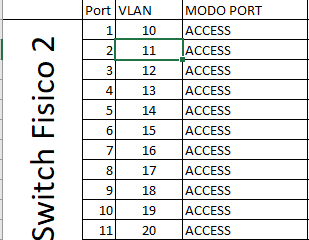 Port VLAN MODO PORT
1 10 ACCESS
2 11 ACCESS
3 12 ACCESS
4 13 ACCESS
5 14 ACCESS
6 15 ACCESS
7 16 ACCESS
8 17 ACCESS
9 18 ACCESS
10 19 ACCESS
11 20 ACCESS
Switch Fisico 2